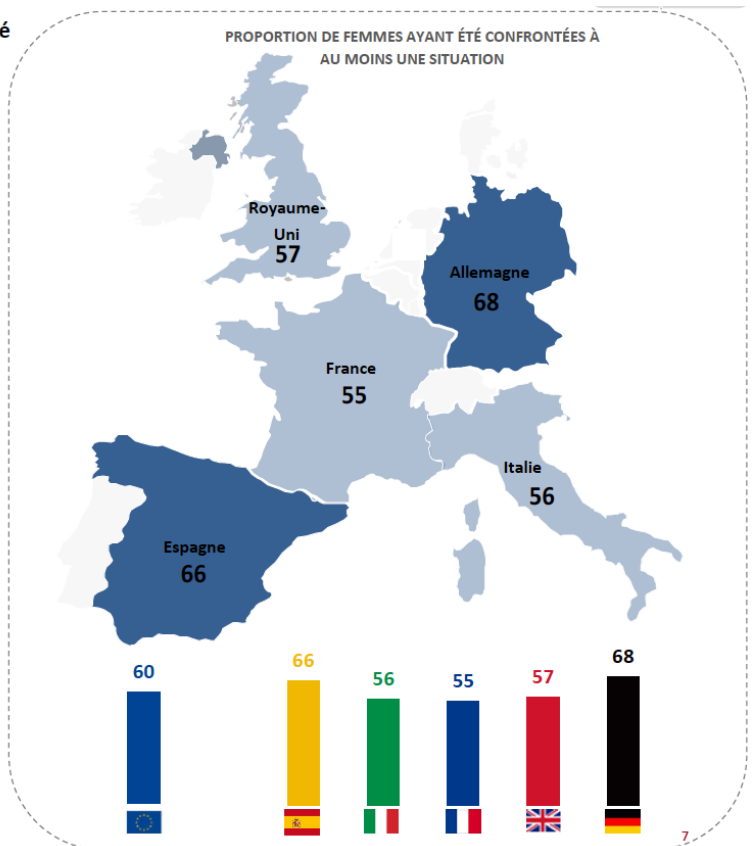 é
PROPORTION DE FEMMES AYANT ÉTÉ CONFRONTÉES À
AU MOINS UNE SITUATION
Royaume-
Uni
57
Allemagne
68
France
55
Italie
56
Espagne
66
60
66
56
55
57
68
7